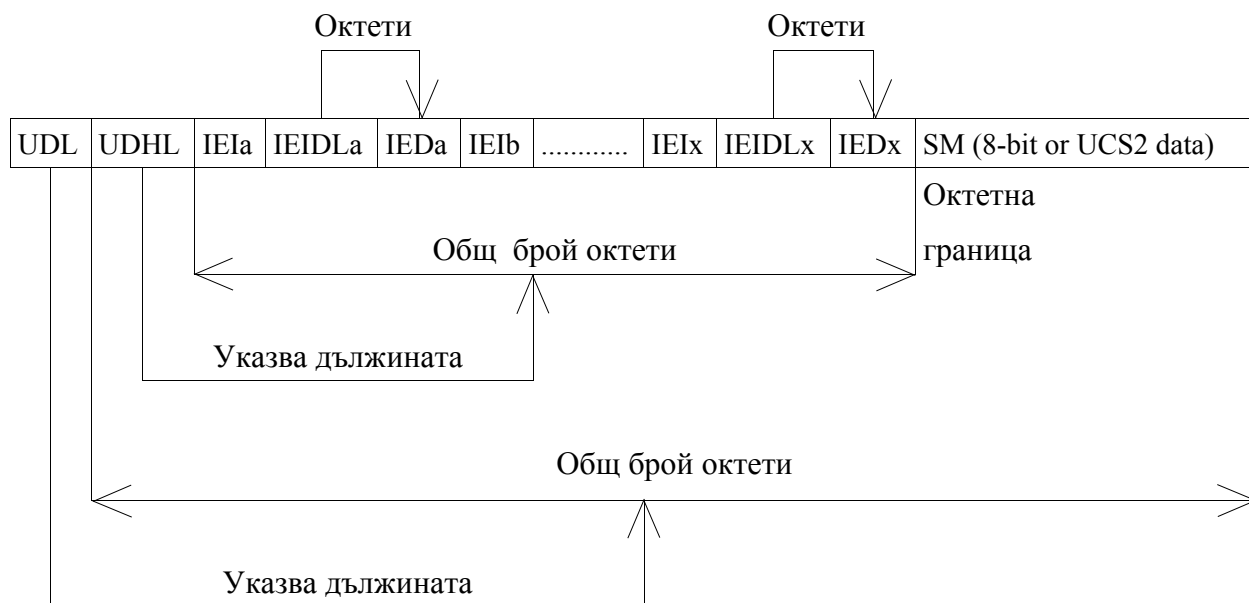 Октети Октети
UDL UDHL IEIa IEIDLa IEDa IEIb ............ IEIx IEIDLx IEDx SM (8-bit or UCS2 data)
Октетна
Общ брой октети граница
Указва дължината
Общ брой октети
Указва дължината